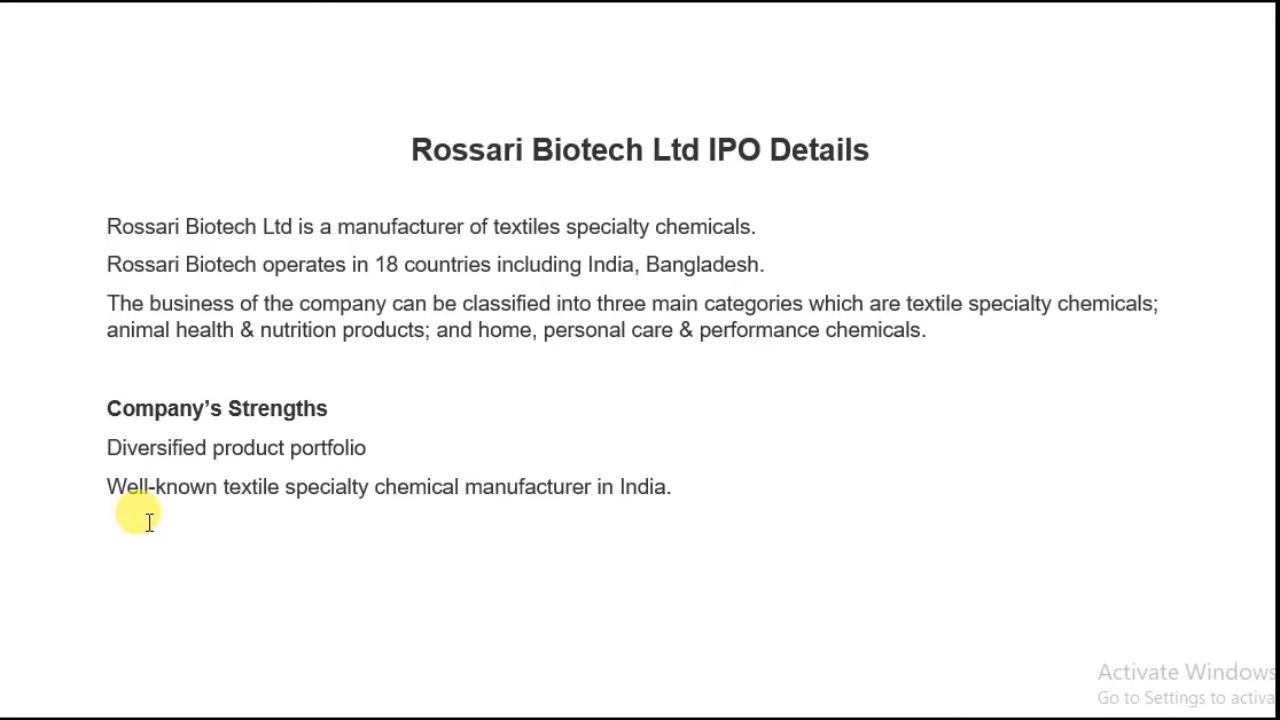 Rossari Biotech Ltd IPO Details
Rossari Biotech Ltd is a manufacturer of textiles specialty chemicals.
Rossari Biotech operates in 18 countries including India, Bangladesh.
The business of the company can be classified into three main categories which are textile specialty chemicals;
animal health & nutrition products; and home, personal care & performance chemicals.
Company’s Strengths
Diversified product portfolio
Well-known textile specialty chemical manufacturer in India.
Activate Windows
Go to Settings to activa